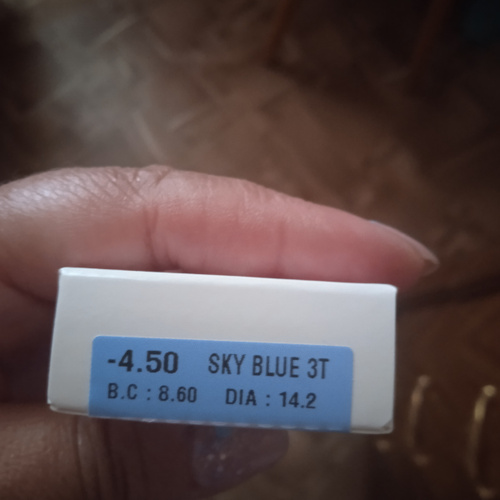 -4.50 SKY BLUE 3T
B.C : 8.60 DIA : 14.2